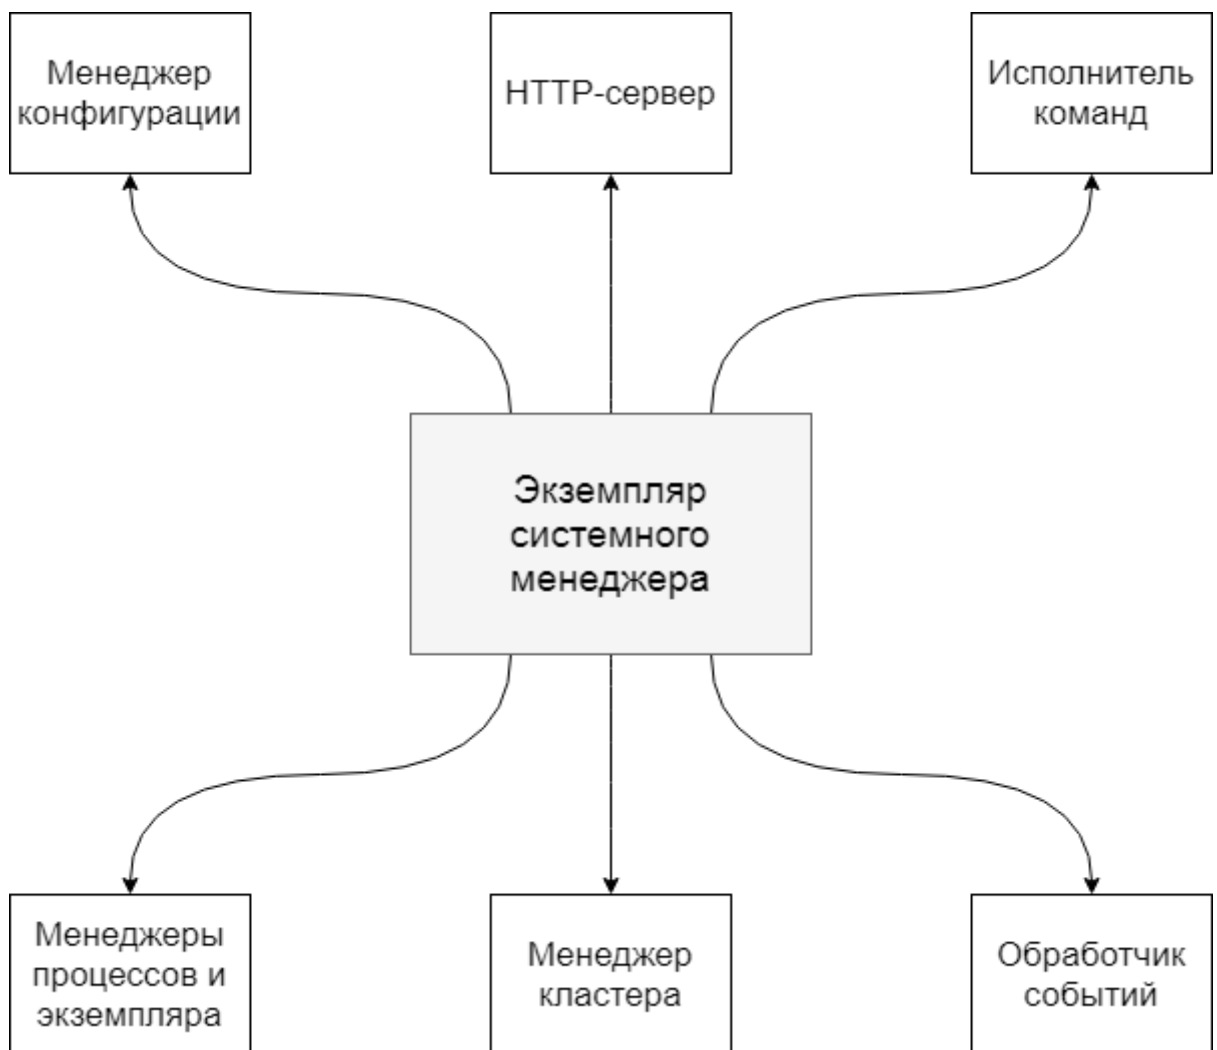 Менеджер
конфигурации
HTTP-сервер
Исполнитель
команд
Экземпляр
системного
менеджера
Менеджеры
процессов и
экземпляра
Менеджер
кластера
Обработчик
событий